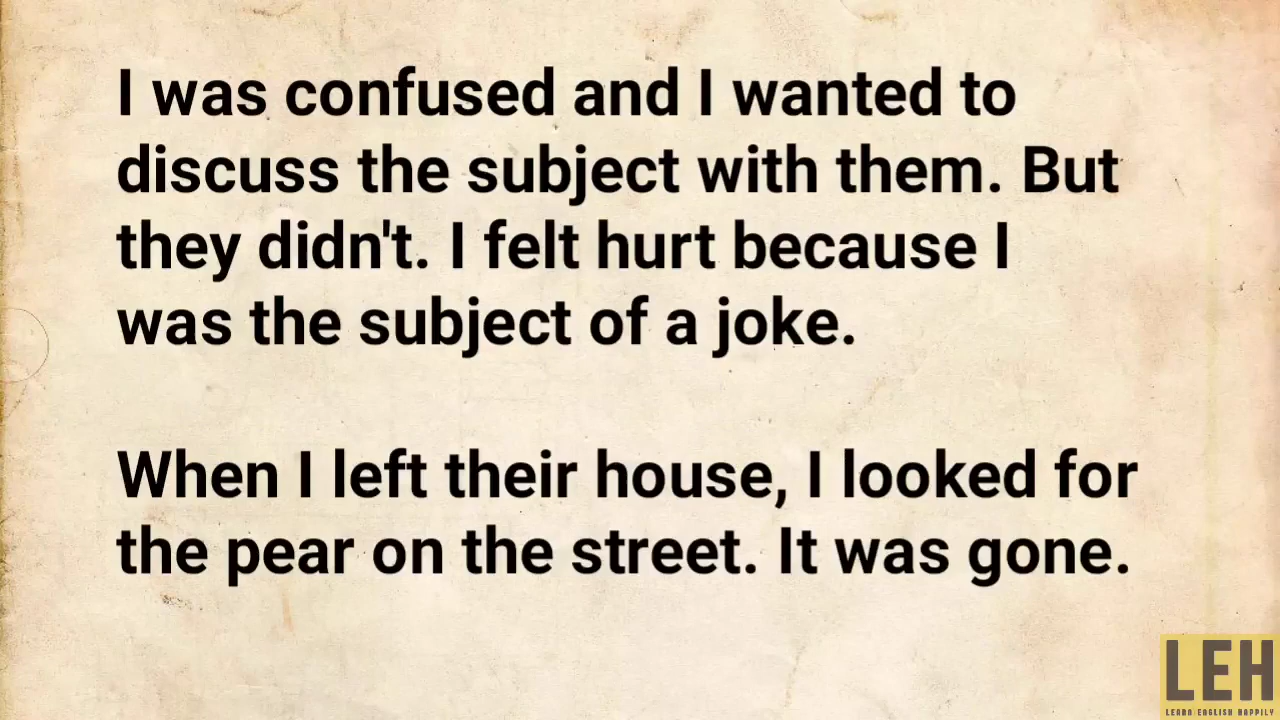 I was confused and I wanted to
discuss the subject with them. But
they didn't. I felt hurt because I
was the subject of a joke.
When I left their house, I looked for
the pear on the street. It was gone.
LEH
LEARN ENGLISH HAPPILY